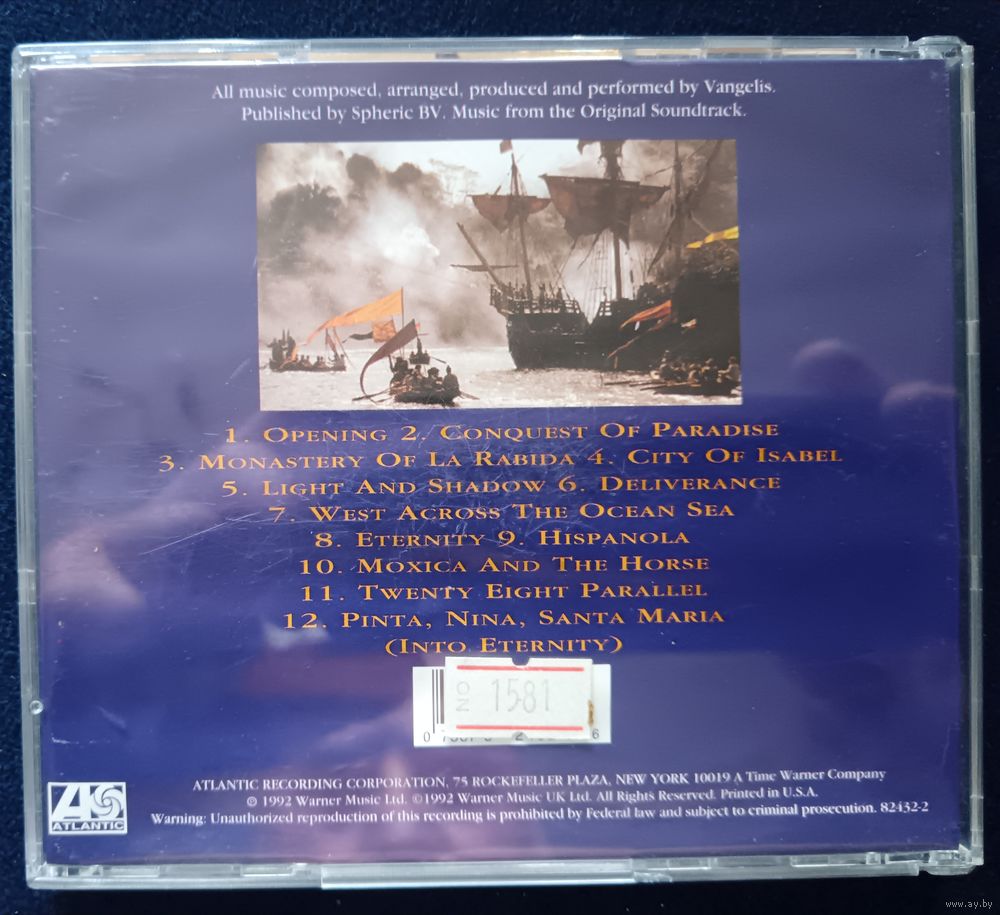 All music composed, arranged, produced and performed by Vangelis.
Published by Spheric BV. Music from the Original Soundtrack.
1. Opening 2. Conquest Of Paradise
3. Monastery Of La Rabida 4. City Of Isabel
5. Light And Shadow 6. Deliverance
7. West Across The Ocean Sea
8. Eternity 9. Hispanola
10. Moxica And The Horse
11. Twenty Eight Parallel
12. Pinta, Nina, Santa Maria
(Into Eternity)
NO 1581
0
6
ATLANTIC RECORDING CORPORATION, 75 ROCKEFELLER PLAZA, NEW YORK 10019 A Time Warner Company
℗ 1992 Warner Music Ltd. ©1992 Warner Music UK Ltd. All Rights Reserved. Printed in U.S.A.
Warning: Unauthorized reproduction of this recording is prohibited by Federal law and subject to criminal prosecution. 82432-2
ATLANTIC
www.ay.by